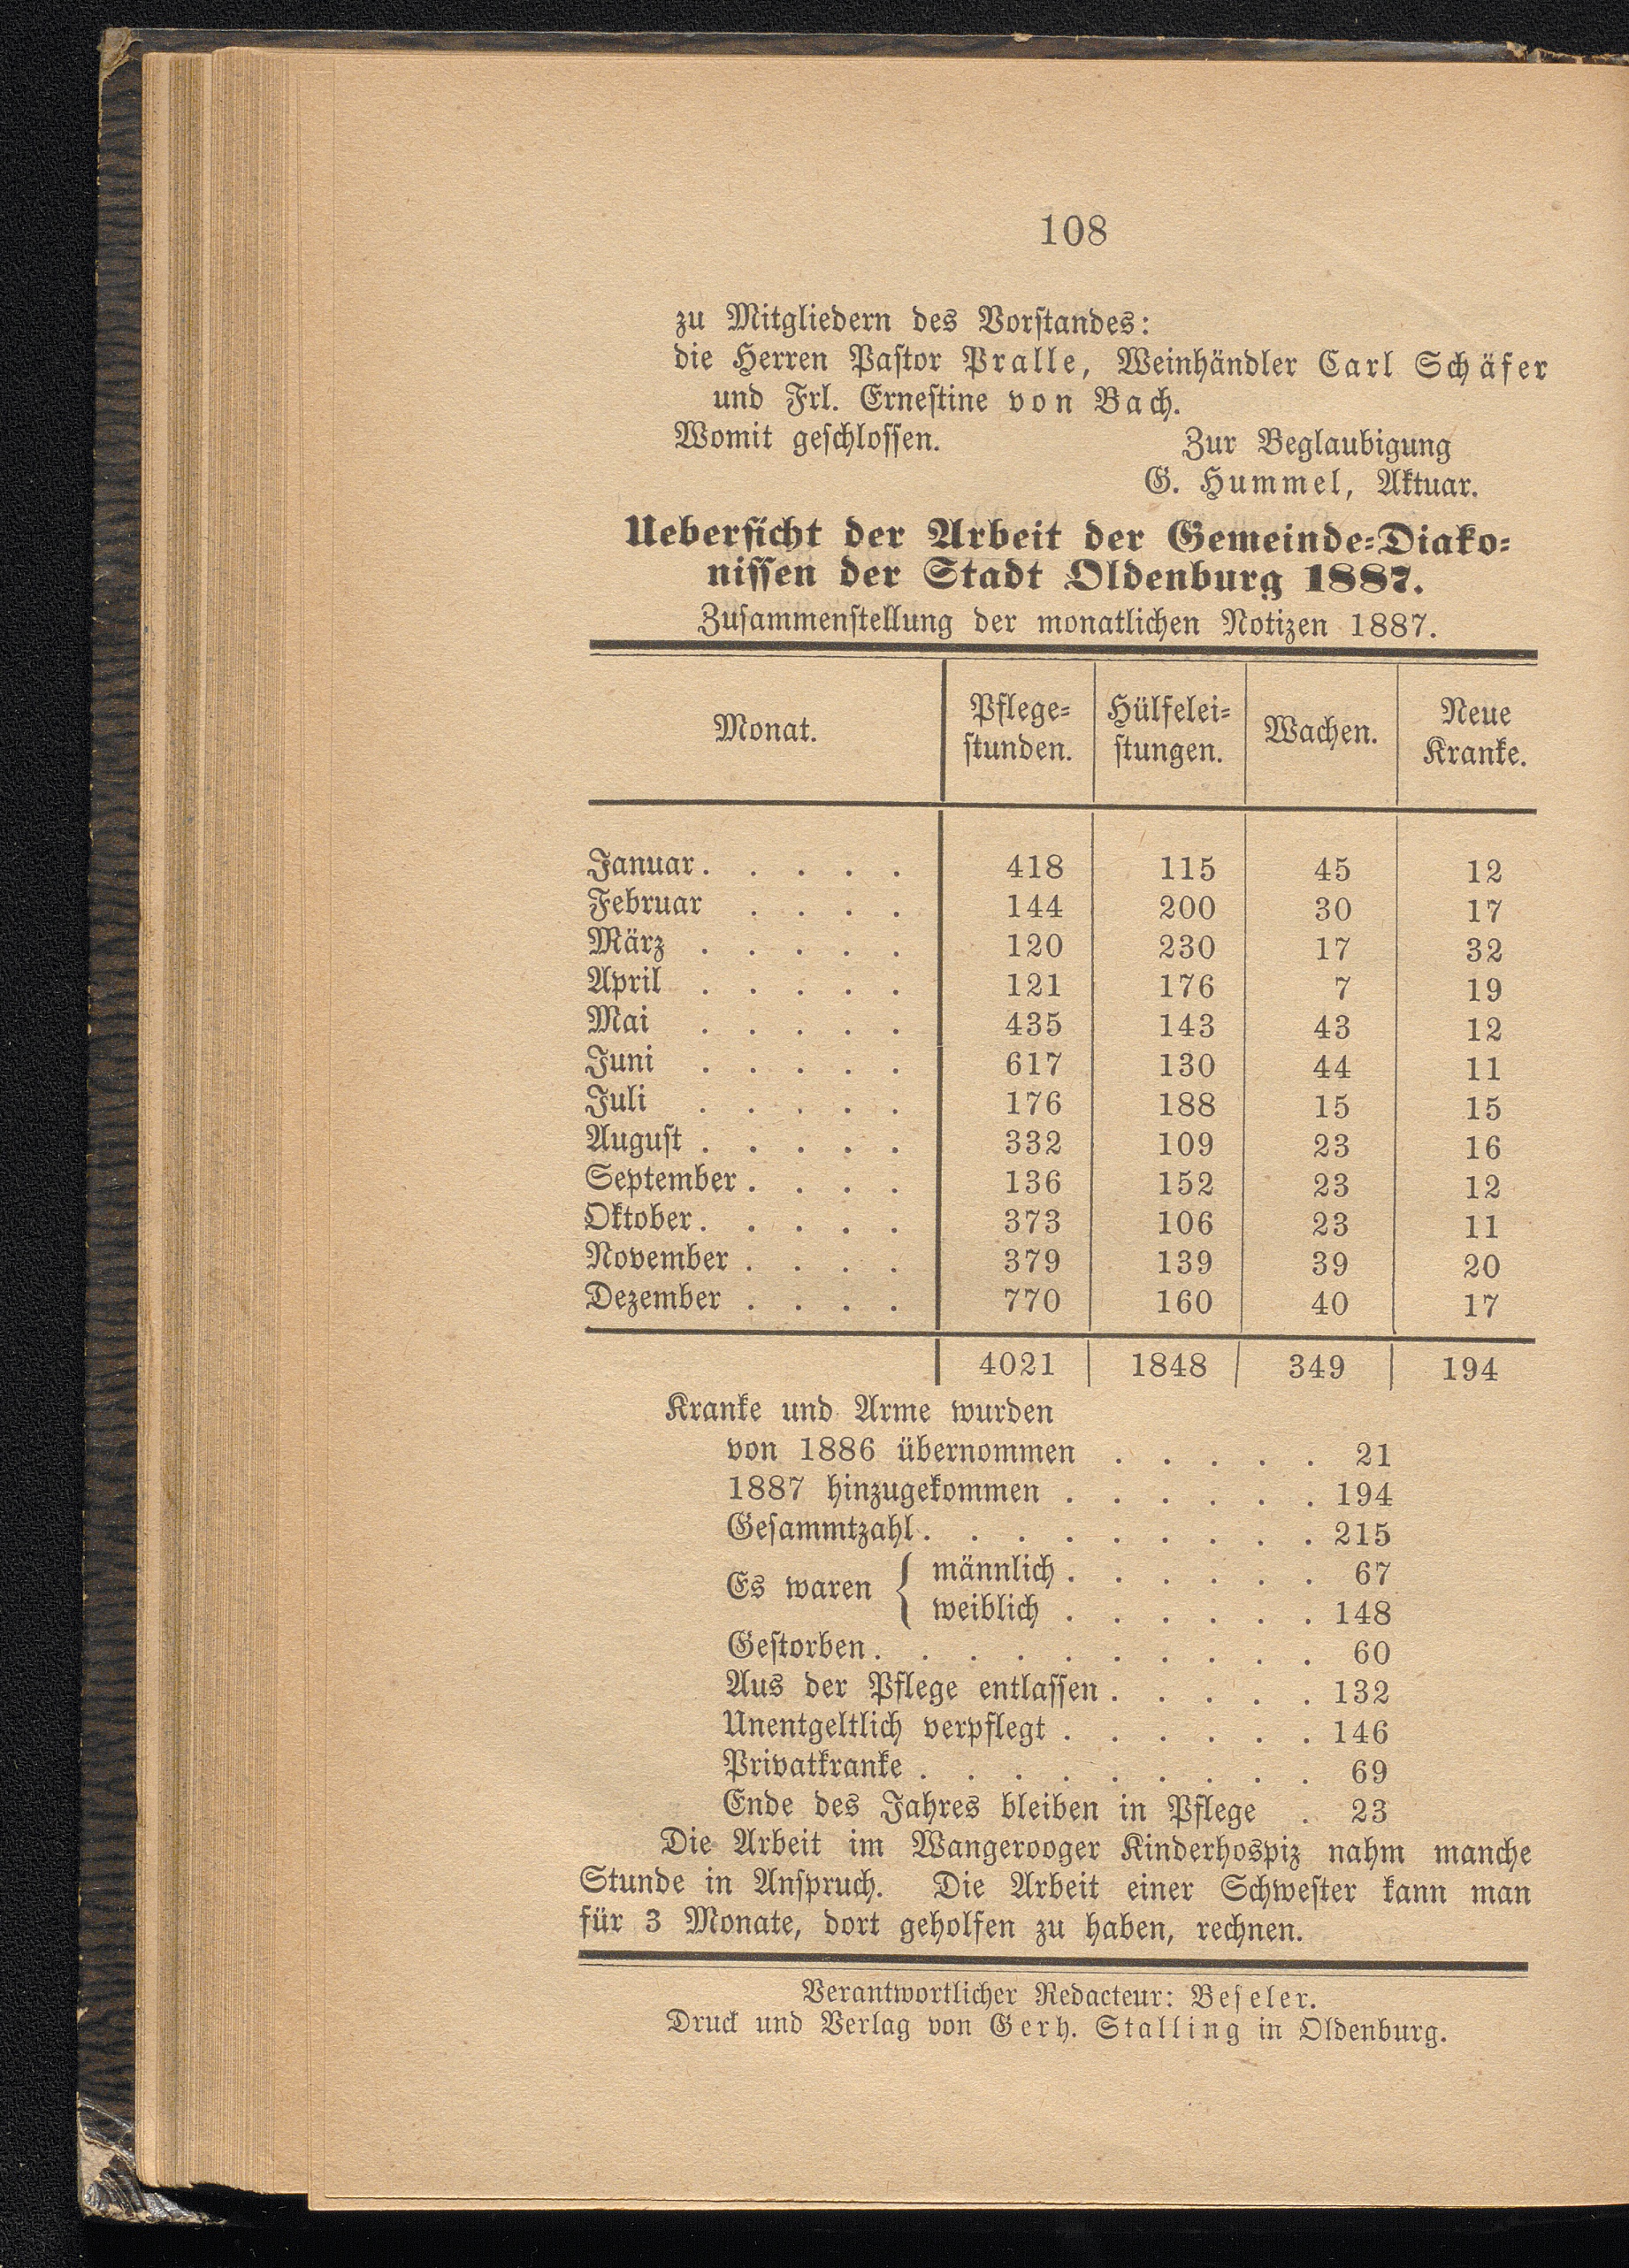 108
zu Mitgliedern des Vorstandes:
die Herren Pastor Pralle, Weinhändler Carl Schäfer
und Frl. Ernestine von Bach.
Womit geschlossen.
Zur Beglaubigung
G. Hummel, Aktuar.
Uebersicht der Arbeit der Gemeinde-Diako-
nissen der Stadt Oldenburg 1887.
Zusammenstellung der monatlichen Notizen 1887.
Monat. Pflege-stunden. Hülfelei-stungen. Wachen. Neue Kranke.
Januar. . . . . 418 115 45 12
Februar . . . . 144 200 30 17
März . . . . . 120 230 17 32
April . . . . . 121 176 7 19
Mai . . . . . 435 143 43 12
Juni . . . . . 617 130 44 11
Juli . . . . . 176 188 15 15
August . . . . . 332 109 23 16
September . . . . 136 152 23 12
Oktober. . . . . 373 106 23 11
November . . . . 379 139 39 20
Dezember . . . . 770 160 40 17
4021 1848 349 194
Kranke und Arme wurden
von 1886 übernommen . . . . . 21
1887 hinzugekommen . . . . . . 194
Gesammtzahl. . . . . . . . . 215
Es waren { männlich . . . . . . 67
weiblich . . . . . . 148
Gestorben. . . . . . . . . . 60
Aus der Pflege entlassen . . . . . 132
Unentgeltlich verpflegt . . . . . . 146
Privatkranke . . . . . . . . . 69
Ende des Jahres bleiben in Pflege . 23
Die Arbeit im Wangerooger Kinderhospiz nahm manche
Stunde in Anspruch. Die Arbeit einer Schwester kann man
für 3 Monate, dort geholfen zu haben, rechnen.
Verantwortlicher Redacteur: Beseler.
Druck und Verlag von Gerh. Stalling in Oldenburg.